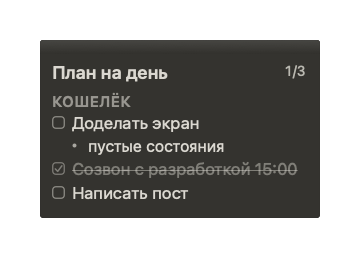 План на день 1/3
КОШЕЛЁК
Доделать экран
• пустые состояния
Созвон с разработкой 15:00
Написать пост